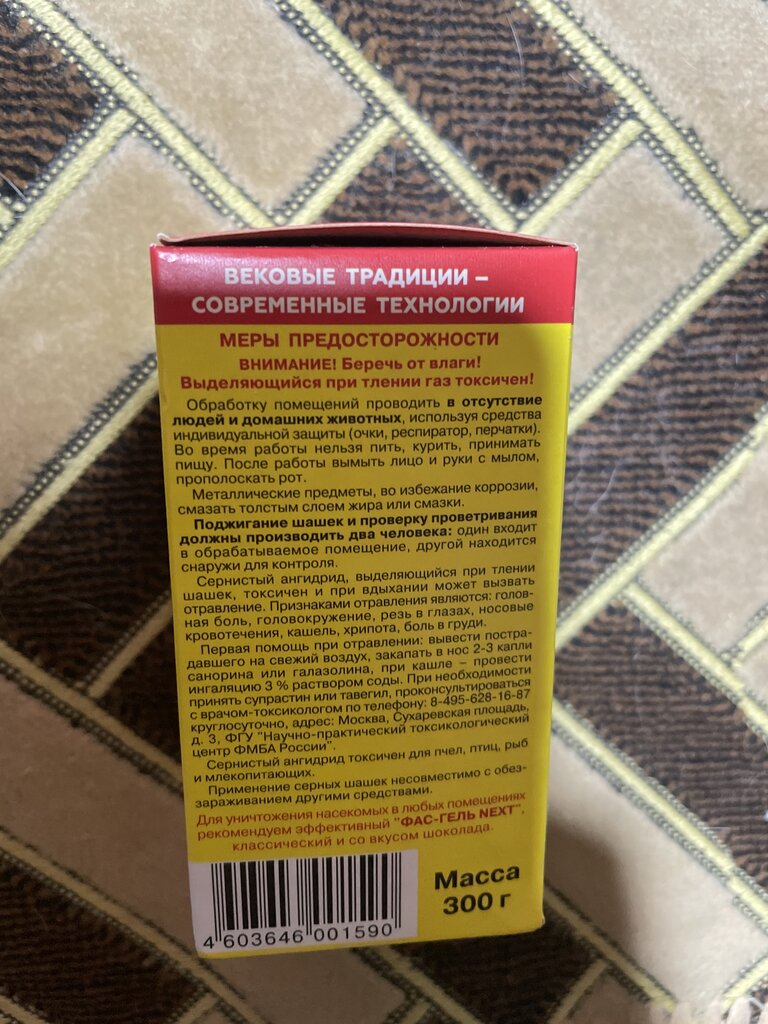 ВЕКОВЫЕ ТРАДИЦИИ –
СОВРЕМЕННЫЕ ТЕХНОЛОГИИ
МЕРЫ ПРЕДОСТОРОЖНОСТИ
ВНИМАНИЕ! Беречь от влаги!
Выделяющийся при тлении газ токсичен!
Обработку помещений проводить в отсутствие
людей и домашних животных, используя средства
индивидуальной защиты (очки, респиратор, перчатки).
Во время работы нельзя пить, курить, принимать
пищу. После работы вымыть лицо и руки с мылом,
прополоскать рот.
Металлические предметы, во избежание коррозии,
смазать толстым слоем жира или смазки.
Поджигание шашек и проверку проветривания
должны производить два человека: один входит
в обрабатываемое помещение, другой находится
снаружи для контроля.
Сернистый ангидрид, выделяющийся при тлении
шашек, токсичен и при вдыхании может вызвать
отравление. Признаками отравления являются: голов-
ная боль, головокружение, резь в глазах, носовые
кровотечения, кашель, хрипота, боль в груди.
Первая помощь при отравлении: вывести постра-
давшего на свежий воздух, закапать в нос 2-3 капли
санорина или галазолина, при кашле – провести
ингаляцию 3 % раствором соды. При необходимости
принять супрастин или тавегил, проконсультироваться
с врачом-токсикологом по телефону: 8-495-628-16-87
круглосуточно, адрес: Москва, Сухаревская площадь,
д. 3, ФГУ "Научно-практический токсикологический
центр ФМБА России".
Сернистый ангидрид токсичен для пчел, птиц, рыб
и млекопитающих.
Применение серных шашек несовместимо с обез-
зараживанием другими средствами.
Для уничтожения насекомых в любых помещениях
рекомендуем эффективный "ФАС-ГЕЛЬ NEXT",
классический и со вкусом шоколада.
Масса
300 г
4 603646 001590